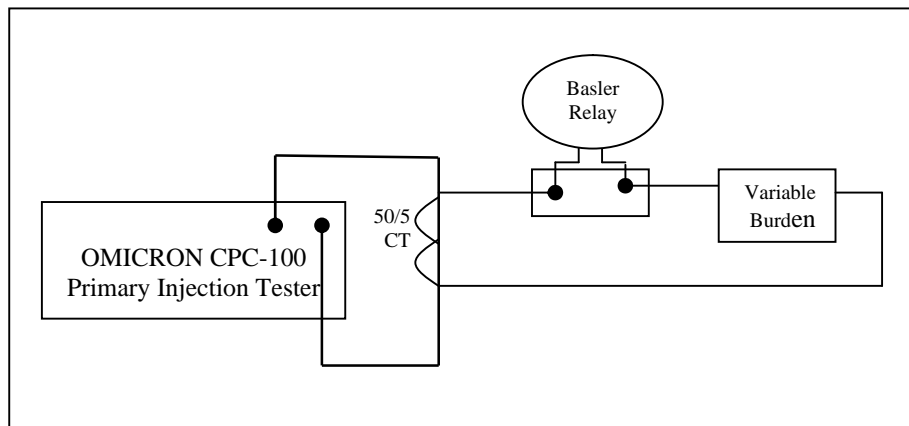 Basler
Relay
Variable
Burden
50/5
CT
OMICRON CPC-100
Primary Injection Tester